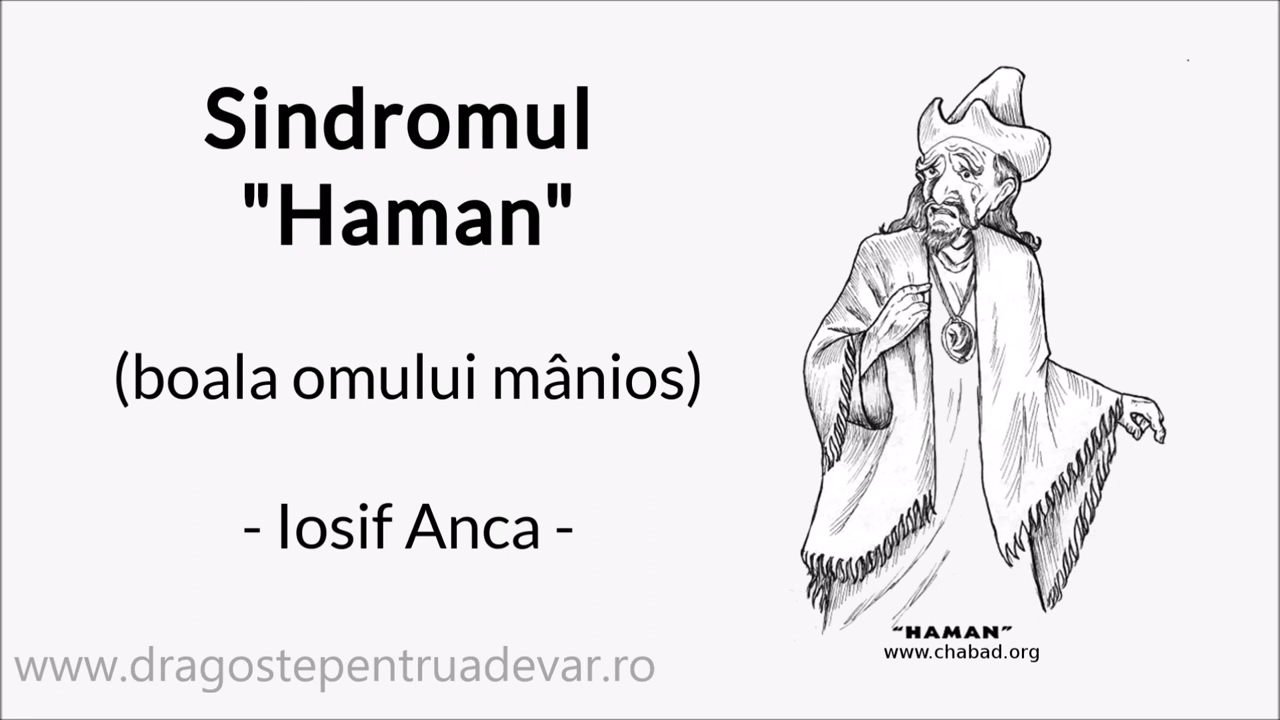 Sindromul
"Haman"
(boala omului mânios)
- Iosif Anca -
"HAMAN"
www.chabad.org
www.dragostepentruadevar.ro